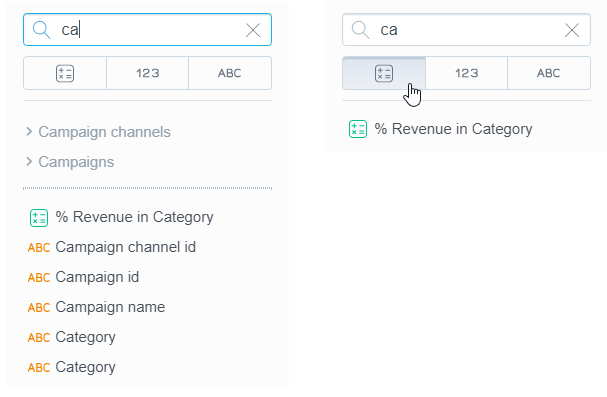 ca
123 ABC
Campaign channels
Campaigns
% Revenue in Category
ABC Campaign channel id
ABC Campaign id
ABC Campaign name
ABC Category
ABC Category
ca
123 ABC
% Revenue in Category